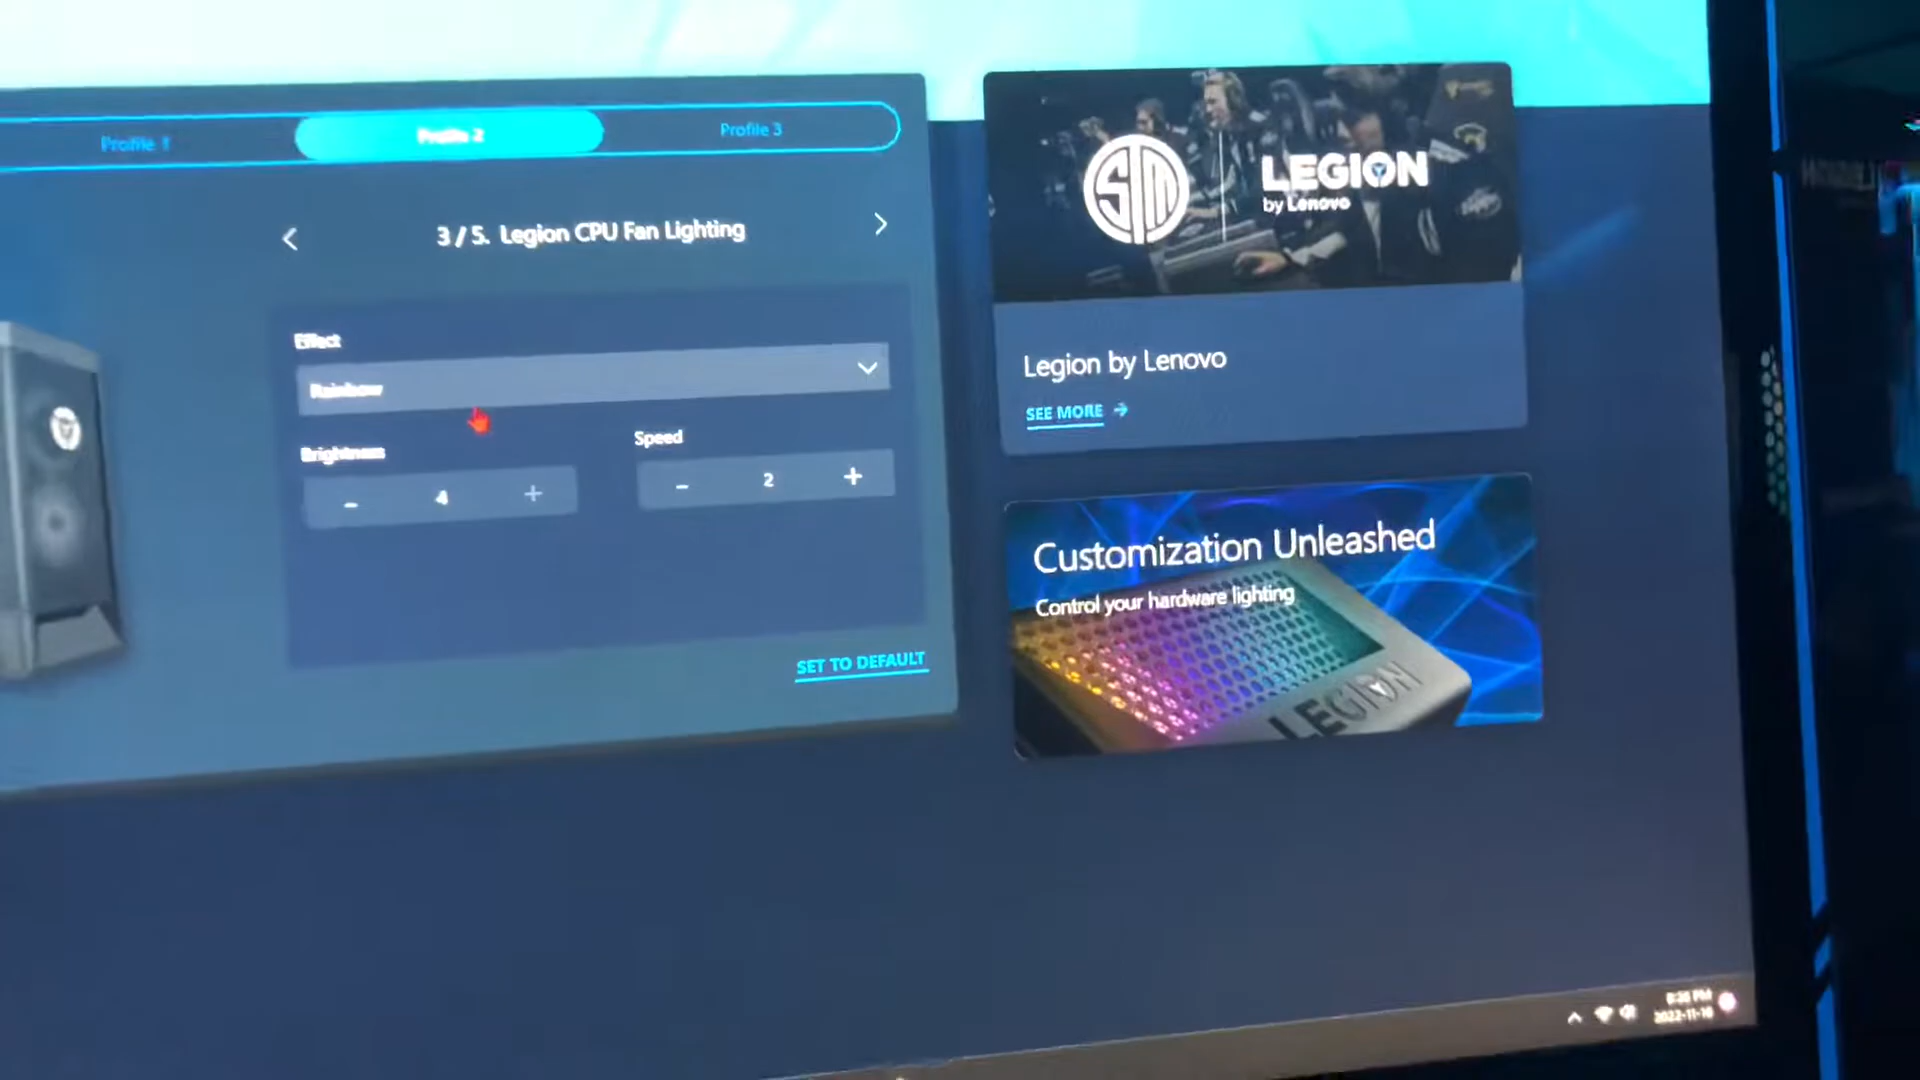 Profile 1
Profile 2
Profile 3
3 / 5. Legion CPU Fan Lighting
Effect
Rainbow
Brightness
Speed
- 4 +
- 2 +
SET TO DEFAULT
TSM
LEGION
by Lenovo
Legion by Lenovo
SEE MORE →
Customization Unleashed
Control your hardware lighting
LEGION